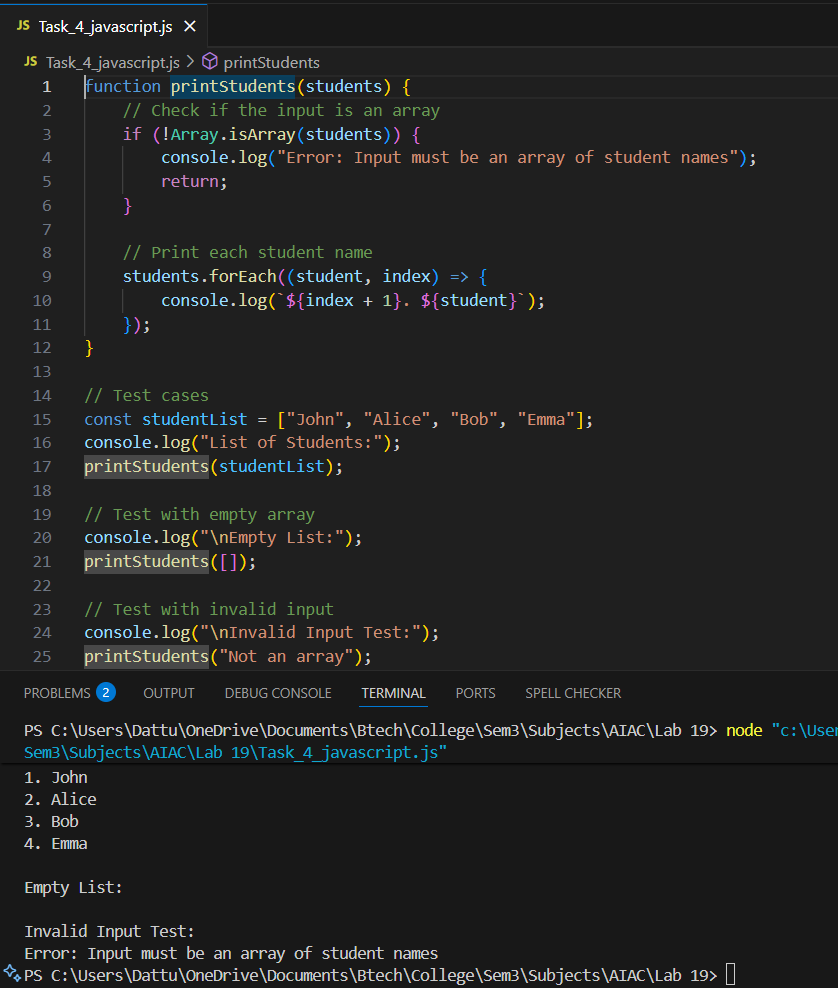 JS Task_4_javascript.js ×
JS Task_4_javascript.js > printStudents
1 function printStudents(students) {
2 // Check if the input is an array
3 if (!Array.isArray(students)) {
4 console.log("Error: Input must be an array of student names");
5 return;
6 }
7
8 // Print each student name
9 students.forEach((student, index) => {
10 console.log(`${index + 1}. ${student}`);
11 });
12 }
13
14 // Test cases
15 const studentList = ["John", "Alice", "Bob", "Emma"];
16 console.log("List of Students:");
17 printStudents(studentList);
18
19 // Test with empty array
20 console.log("\nEmpty List:");
21 printStudents([]);
22
23 // Test with invalid input
24 console.log("\nInvalid Input Test:");
25 printStudents("Not an array");
PROBLEMS 2 OUTPUT DEBUG CONSOLE TERMINAL PORTS SPELL CHECKER
PS C:\Users\Dattu\OneDrive\Documents\Btech\College\Sem3\Subjects\AIAC\Lab 19> node "c:\User
Sem3\Subjects\AIAC\Lab 19\Task_4_javascript.js"
1. John
2. Alice
3. Bob
4. Emma
Empty List:
Invalid Input Test:
Error: Input must be an array of student names
PS C:\Users\Dattu\OneDrive\Documents\Btech\College\Sem3\Subjects\AIAC\Lab 19>